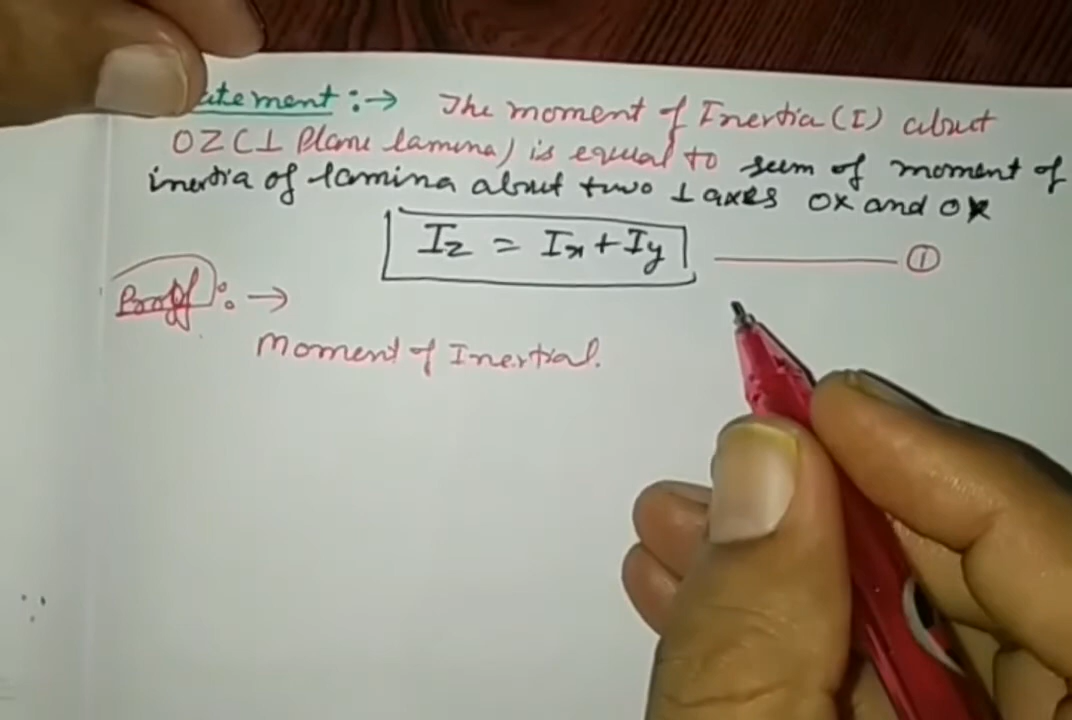 atement :→ The moment of Inertia (I) about
OZ (⊥ Plane lamina) is equal to seem of moment of
inertia of lamina about two ⊥ axes OX and OY
Iz = Ix + Iy ——— ①
Proof :→
Moment of Inertial.